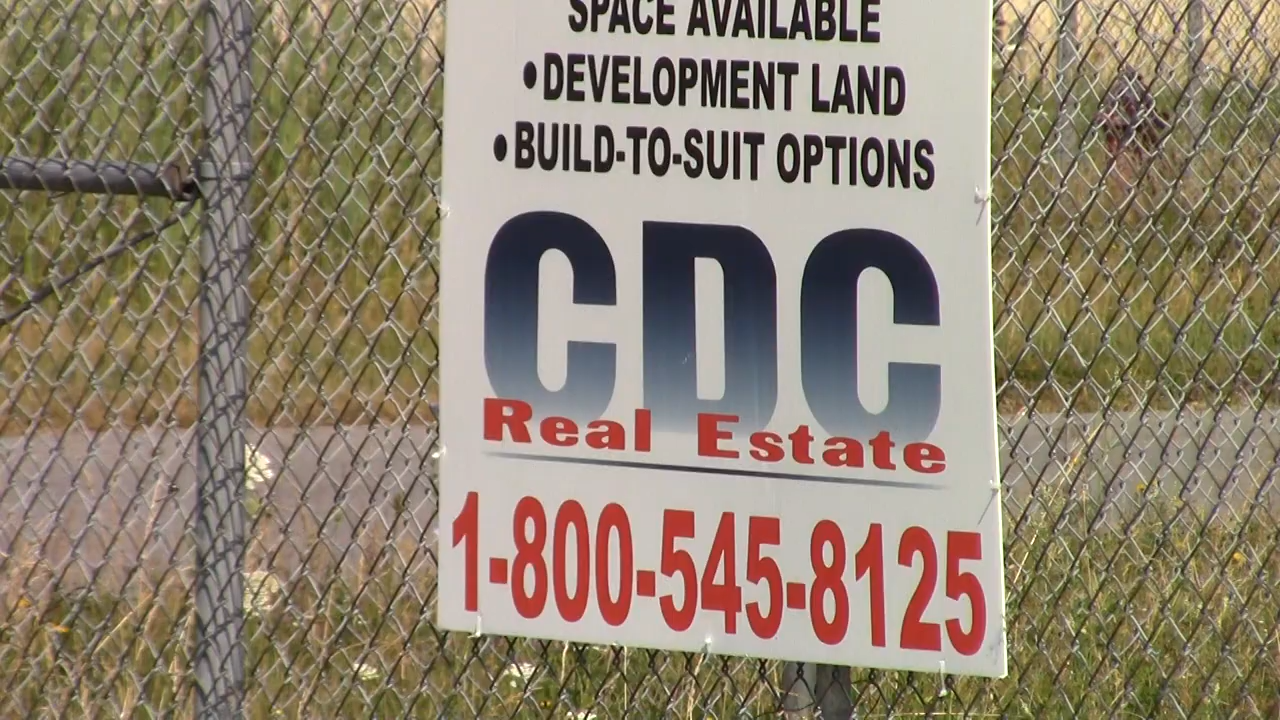 SPACE AVAILABLE
•DEVELOPMENT LAND
•BUILD-TO-SUIT OPTIONS
CDC
Real Estate
1-800-545-8125